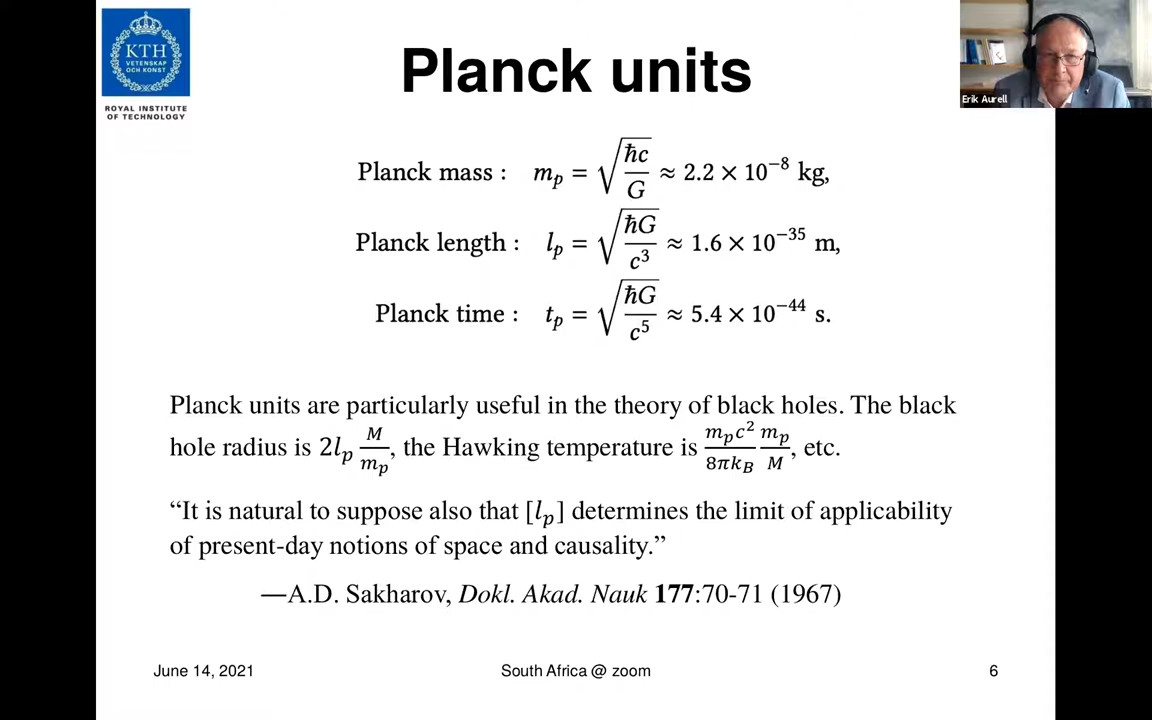 KTH
VETENSKAP
OCH KONST
ROYAL INSTITUTE
OF TECHNOLOGY
Planck units
Erik Aurell
Planck mass : m_p = √(ħc/G) ≈ 2.2 × 10⁻⁸ kg,
Planck length : l_p = √(ħG/c³) ≈ 1.6 × 10⁻³⁵ m,
Planck time : t_p = √(ħG/c⁵) ≈ 5.4 × 10⁻⁴⁴ s.
Planck units are particularly useful in the theory of black holes. The black
hole radius is 2l_p M/m_p, the Hawking temperature is m_pc²/8πk_B m_p/M, etc.
“It is natural to suppose also that [l_p] determines the limit of applicability
of present-day notions of space and causality.”
—A.D. Sakharov, Dokl. Akad. Nauk 177:70-71 (1967)
June 14, 2021
South Africa @ zoom
6